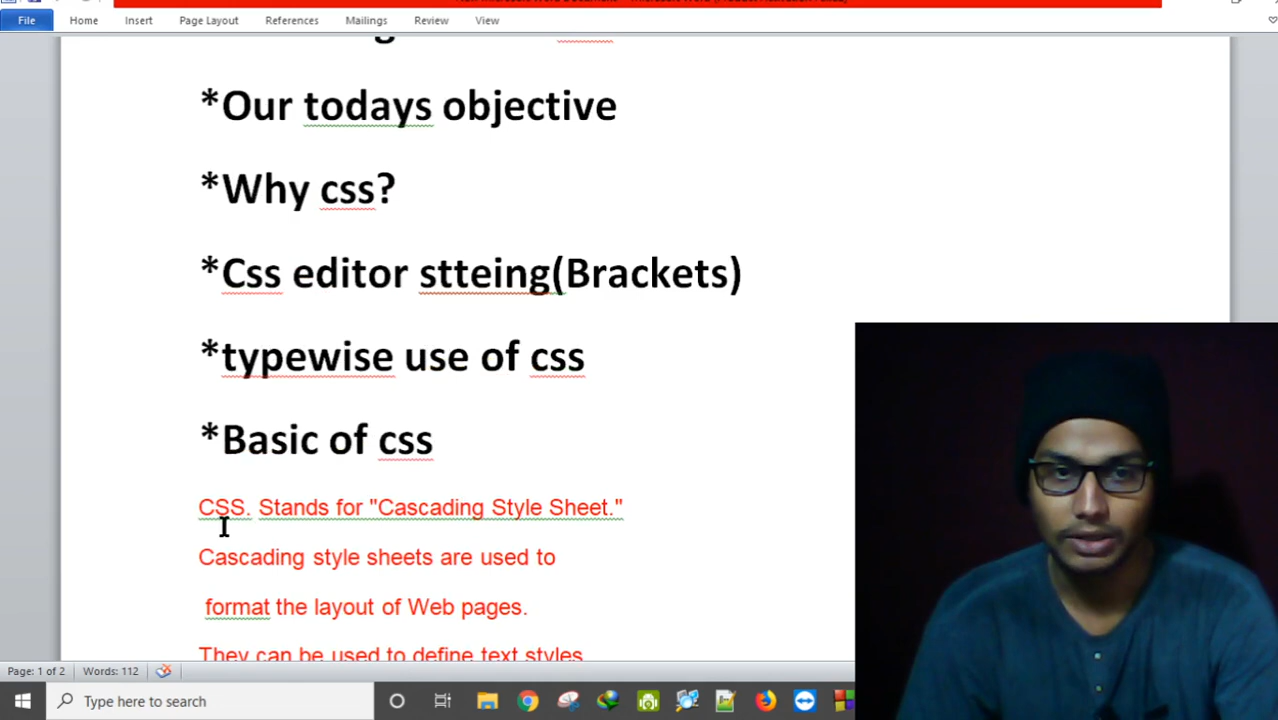 File Home Insert Page Layout References Mailings Review View
*Our todays objective
*Why css?
*Css editor stteing(Brackets)
*typewise use of css
*Basic of css
CSS. Stands for "Cascading Style Sheet."
Cascading style sheets are used to
format the layout of Web pages.
They can be used to define text styles
Page: 1 of 2 Words: 112
Type here to search